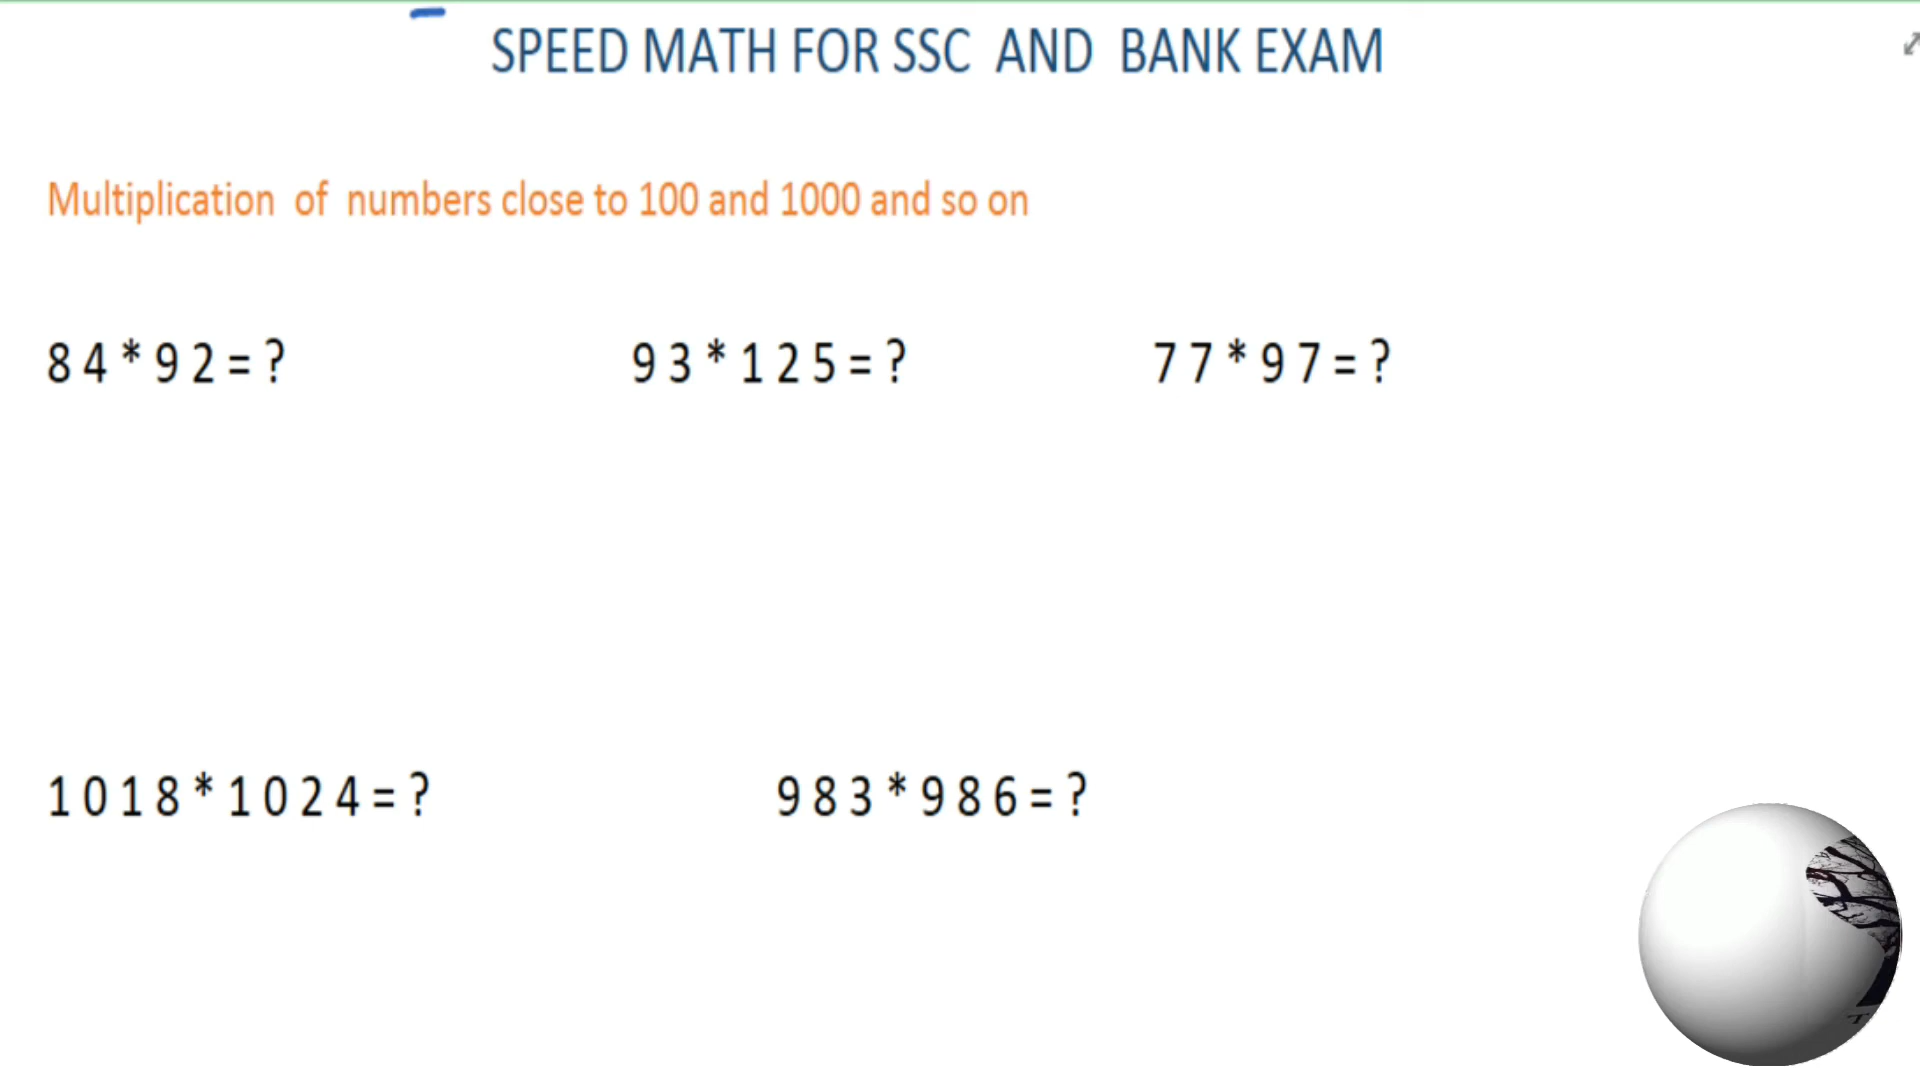 SPEED MATH FOR SSC AND BANK EXAM
Multiplication of numbers close to 100 and 1000 and so on
84*92=? 93*125=? 77*97=?
1018*1024=? 983*986=?